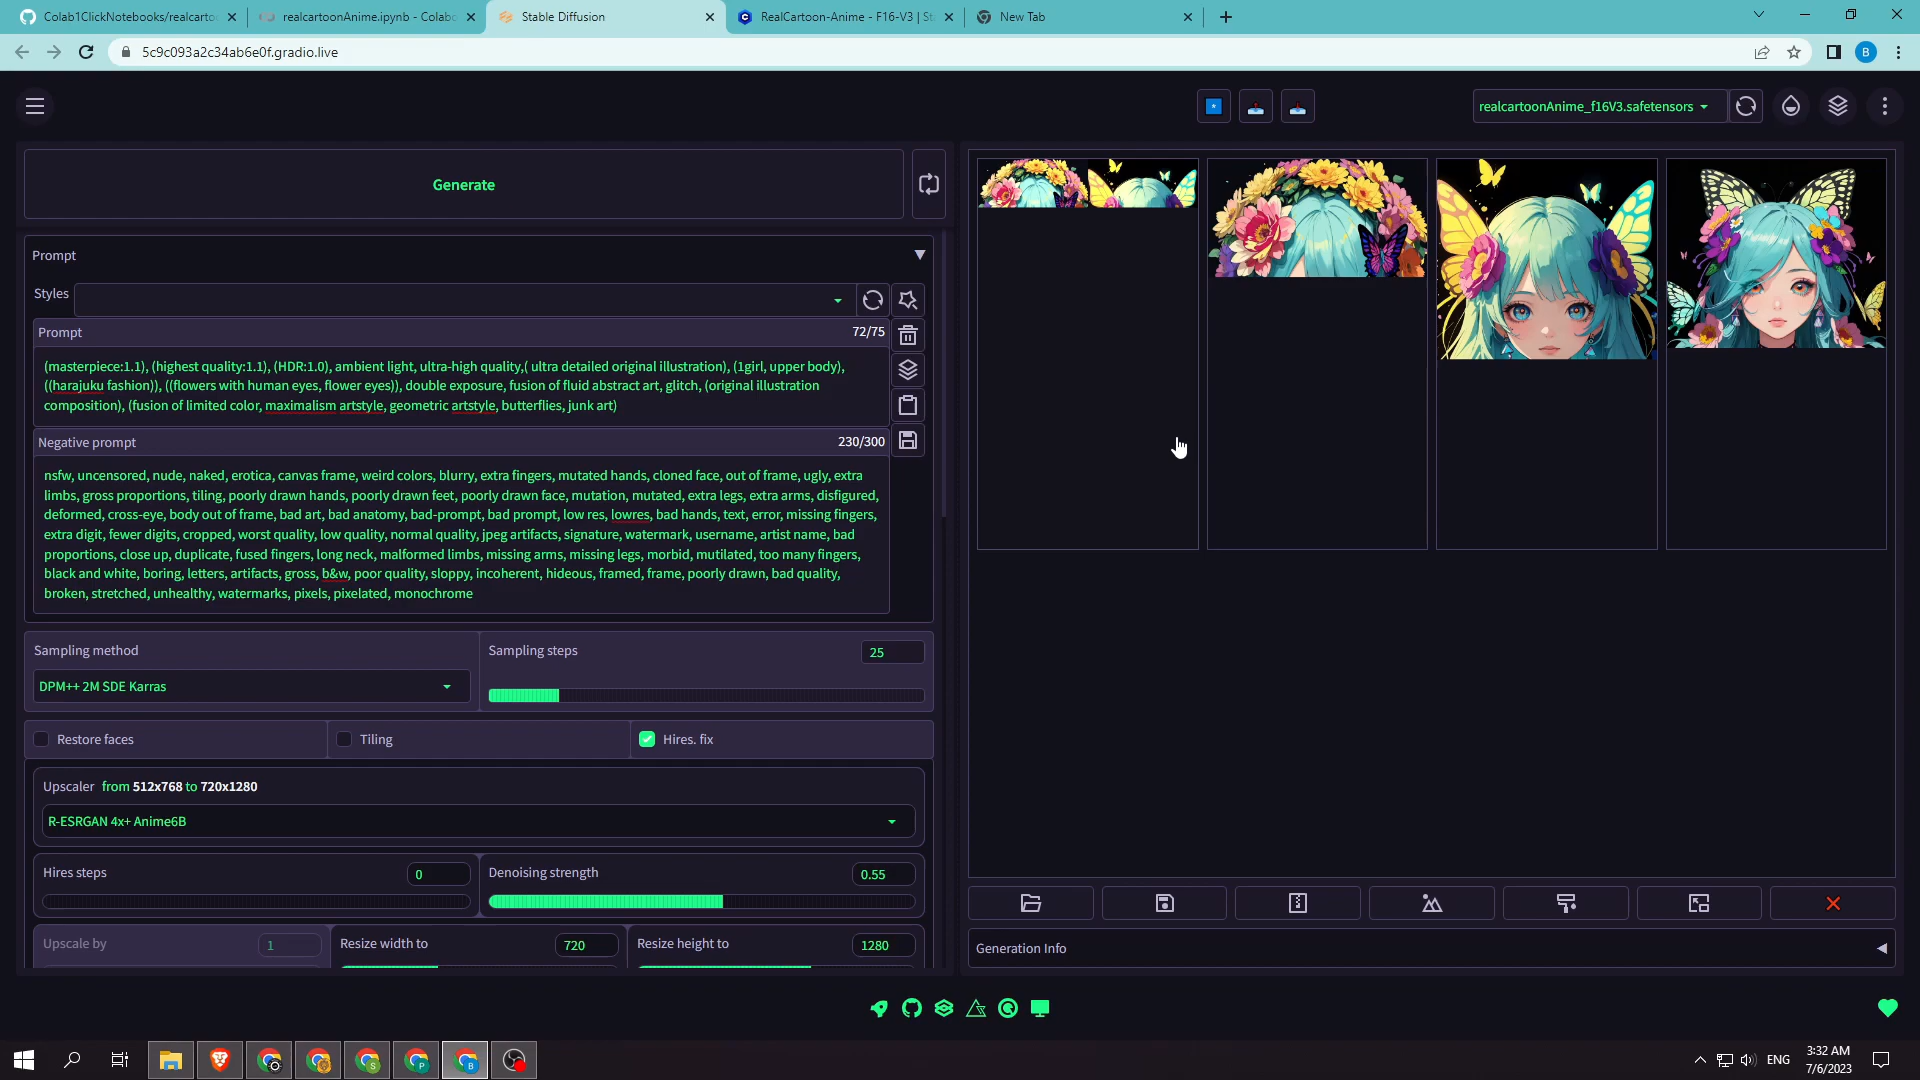 Colab1ClickNotebooks/realcartoo
realcartoonAnime.ipynb - Colabo
Stable Diffusion
RealCartoon-Anime - F16-V3 | Sta
New Tab
5c9c093a2c34ab6e0f.gradio.live
B
realcartoonAnime_f16V3.safetensors
Generate
Prompt
Styles
Prompt
72/75
(masterpiece:1.1), (highest quality:1.1), (HDR:1.0), ambient light, ultra-high quality,( ultra detailed original illustration), (1girl, upper body),
((harajuku fashion)), ((flowers with human eyes, flower eyes)), double exposure, fusion of fluid abstract art, glitch, (original illustration
composition), (fusion of limited color, maximalism artstyle, geometric artstyle, butterflies, junk art)
Negative prompt
230/300
nsfw, uncensored, nude, naked, erotica, canvas frame, weird colors, blurry, extra fingers, mutated hands, cloned face, out of frame, ugly, extra
limbs, gross proportions, tiling, poorly drawn hands, poorly drawn feet, poorly drawn face, mutation, mutated, extra legs, extra arms, disfigured,
deformed, cross-eye, body out of frame, bad art, bad anatomy, bad-prompt, bad prompt, low res, lowres, bad hands, text, error, missing fingers,
extra digit, fewer digits, cropped, worst quality, low quality, normal quality, jpeg artifacts, signature, watermark, username, artist name, bad
proportions, close up, duplicate, fused fingers, long neck, malformed limbs, missing arms, missing legs, morbid, mutilated, too many fingers,
black and white, boring, letters, artifacts, gross, b&w, poor quality, sloppy, incoherent, hideous, framed, frame, poorly drawn, bad quality,
broken, stretched, unhealthy, watermarks, pixels, pixelated, monochrome
Sampling method
DPM++ 2M SDE Karras
Sampling steps
25
Restore faces
Tiling
Hires. fix
Upscaler from 512x768 to 720x1280
R-ESRGAN 4x+ Anime6B
Hires steps
0
Denoising strength
0.55
Upscale by
1
Resize width to
720
Resize height to
1280
Generation Info
ENG
3:32 AM
7/6/2023